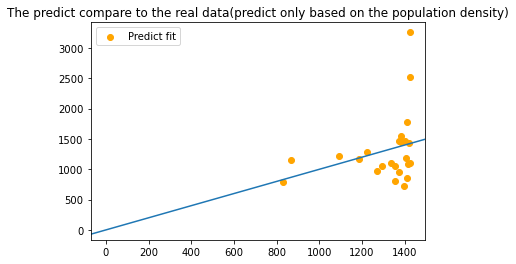 The predict compare to the real data(predict only based on the population density)
Predict fit
3000
2500
2000
1500
1000
500
0
0 200 400 600 800 1000 1200 1400